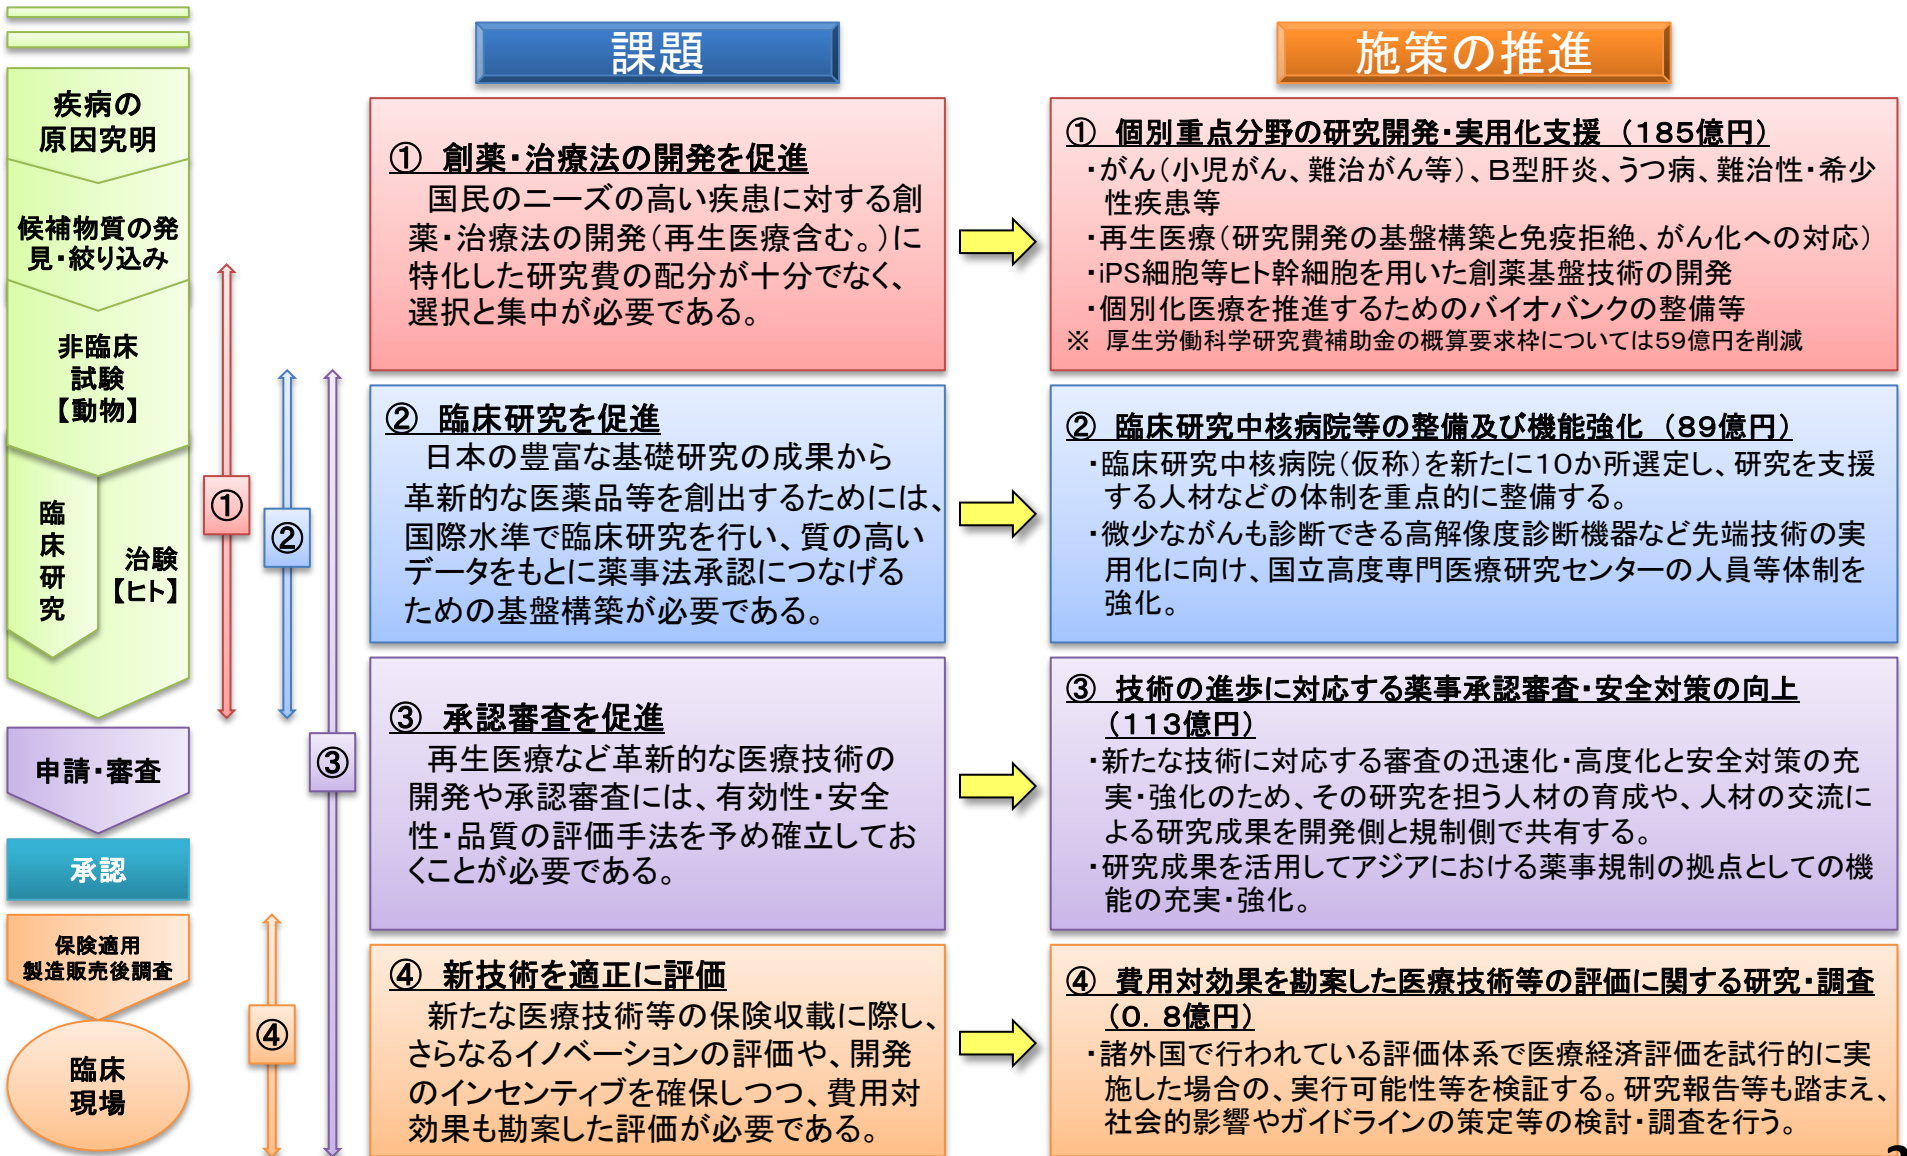 課題
施策の推進
疾病の
原因究明
候補物質の発
見・絞り込み
非臨床
試験
【動物】
臨
床
研
究
治験
【ヒト】
申請・審査
承認
保険適用
製造販売後調査
臨床
現場
①
②
③
④
① 創薬・治療法の開発を促進
国民のニーズの高い疾患に対する創
薬・治療法の開発(再生医療含む。)に
特化した研究費の配分が十分でなく、
選択と集中が必要である。
① 個別重点分野の研究開発・実用化支援 (185億円)
・がん(小児がん、難治がん等)、B型肝炎、うつ病、難治性・希少
性疾患等
・再生医療(研究開発の基盤構築と免疫拒絶、がん化への対応)
・iPS細胞等ヒト幹細胞を用いた創薬基盤技術の開発
・個別化医療を推進するためのバイオバンクの整備等
※ 厚生労働科学研究費補助金の概算要求枠については59億円を削減
② 臨床研究を促進
日本の豊富な基礎研究の成果から
革新的な医薬品等を創出するためには、
国際水準で臨床研究を行い、質の高い
データをもとに薬事法承認につなげる
ための基盤構築が必要である。
② 臨床研究中核病院等の整備及び機能強化 (89億円)
・臨床研究中核病院(仮称)を新たに10か所選定し、研究を支援
する人材などの体制を重点的に整備する。
・微少ながんも診断できる高解像度診断機器など先端技術の実
用化に向け、国立高度専門医療研究センターの人員等体制を
強化。
③ 承認審査を促進
再生医療など革新的な医療技術の
開発や承認審査には、有効性・安全
性・品質の評価手法を予め確立してお
くことが必要である。
③ 技術の進歩に対応する薬事承認審査・安全対策の向上
(113億円)
・新たな技術に対応する審査の迅速化・高度化と安全対策の充
実・強化のため、その研究を担う人材の育成や、人材の交流に
よる研究成果を開発側と規制側で共有する。
・研究成果を活用してアジアにおける薬事規制の拠点としての機
能の充実・強化。
④ 新技術を適正に評価
新たな医療技術等の保険収載に際し、
さらなるイノベーションの評価や、開発
のインセンティブを確保しつつ、費用対
効果も勘案した評価が必要である。
④ 費用対効果を勘案した医療技術等の評価に関する研究・調査
(0.8億円)
・諸外国で行われている評価体系で医療経済評価を試行的に実
施した場合の、実行可能性等を検証する。研究報告等も踏まえ、
社会的影響やガイドラインの策定等の検討・調査を行う。